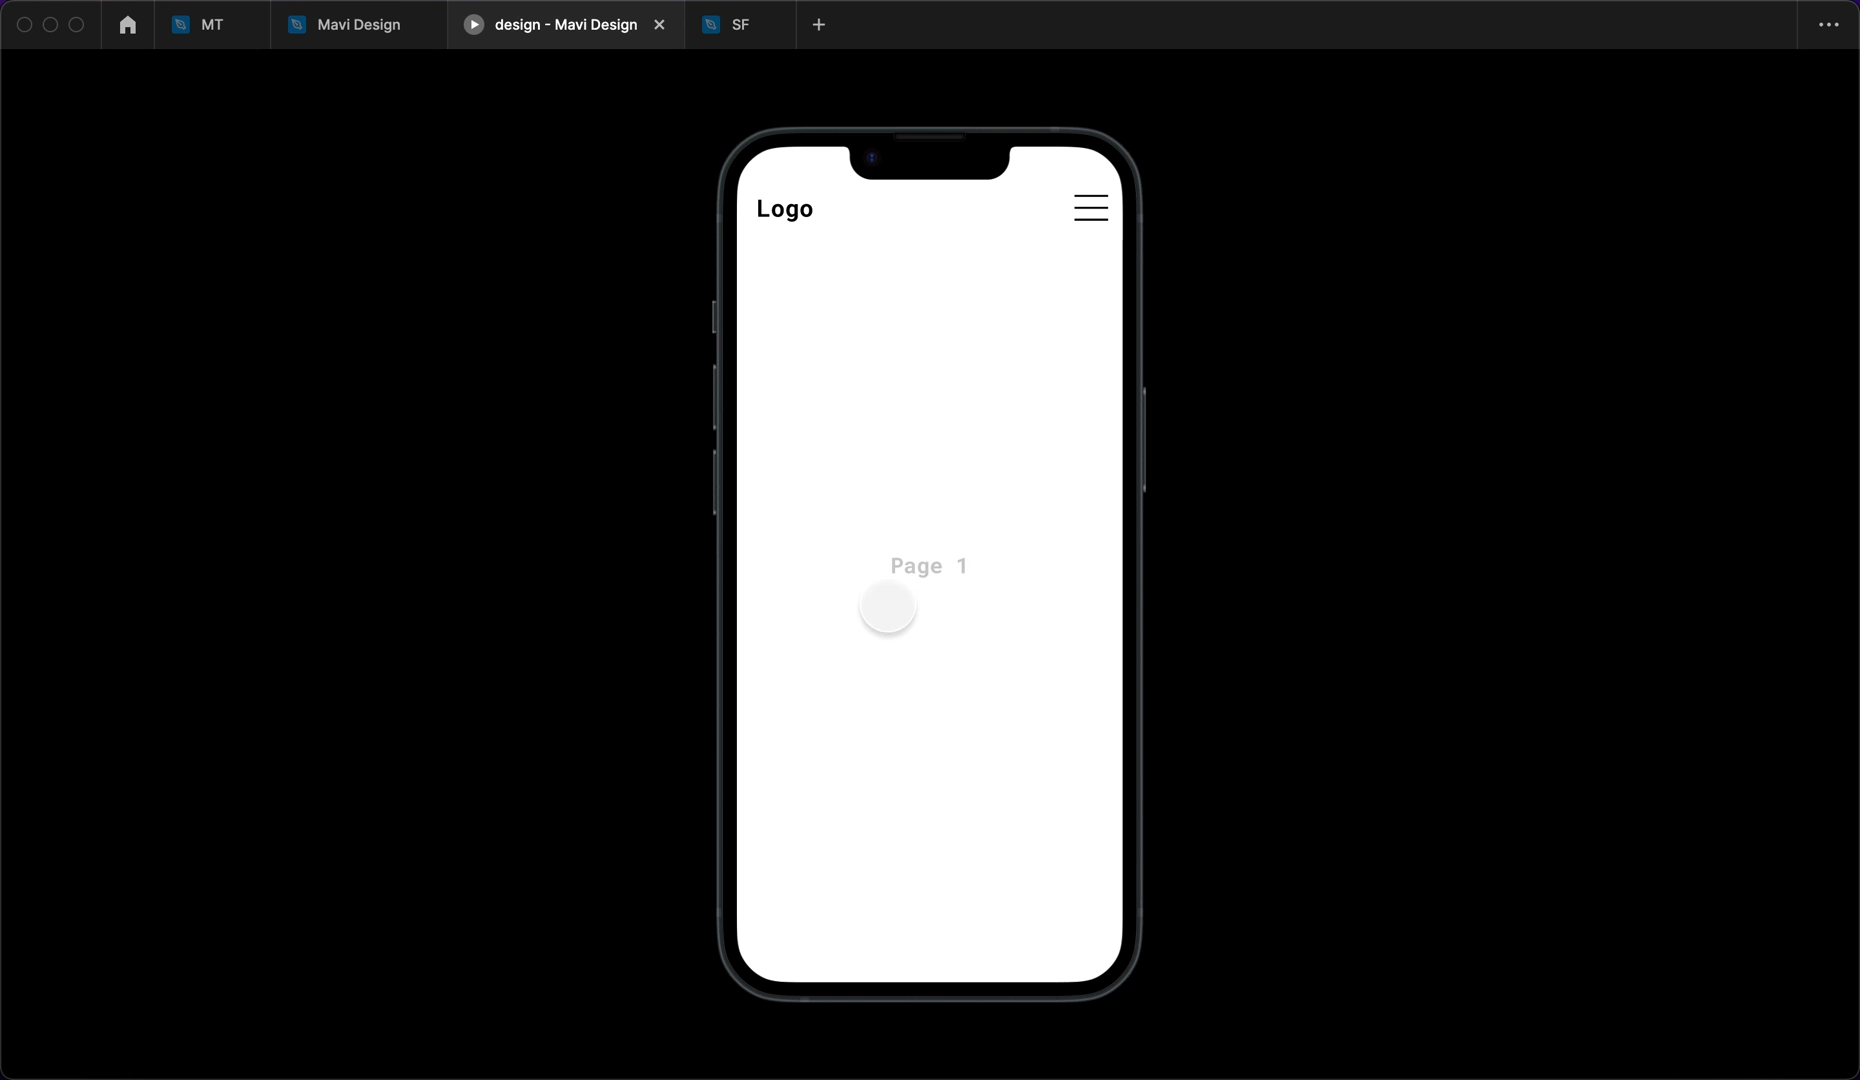 MT
Mavi Design
design - Mavi Design
SF
Logo
Page 1